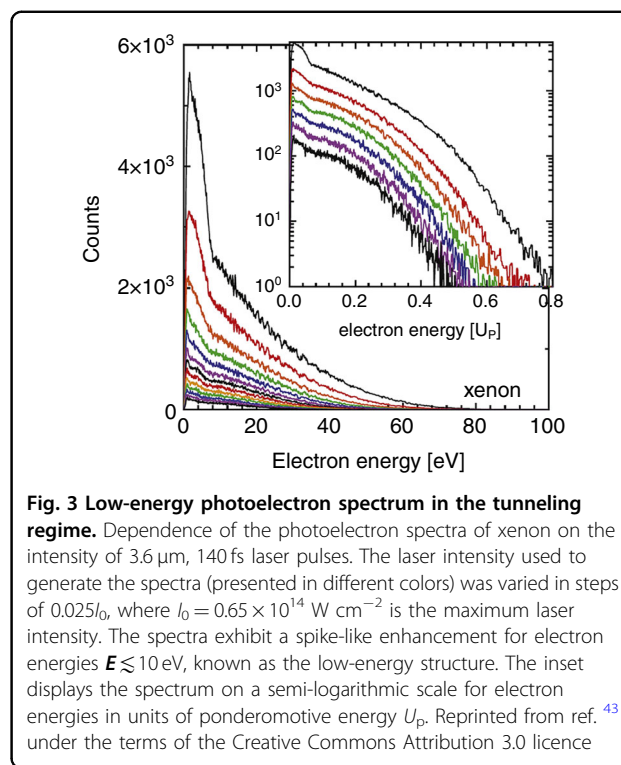 6×10³
4×10³
2×10³
0
Counts
0 20 40 60 80 100
Electron energy [eV]
xenon
10³
10²
10¹
10⁰
0.0 0.2 0.4 0.6 0.8
electron energy [U_P]
Fig. 3 Low-energy photoelectron spectrum in the tunneling
regime. Dependence of the photoelectron spectra of xenon on the
intensity of 3.6 μm, 140 fs laser pulses. The laser intensity used to
generate the spectra (presented in different colors) was varied in steps
of 0.025I₀, where I₀ = 0.65 × 10¹⁴ W cm⁻² is the maximum laser
intensity. The spectra exhibit a spike-like enhancement for electron
energies E ≲ 10 eV, known as the low-energy structure. The inset
displays the spectrum on a semi-logarithmic scale for electron
energies in units of ponderomotive energy Uₚ. Reprinted from ref. ⁴³
under the terms of the Creative Commons Attribution 3.0 licence